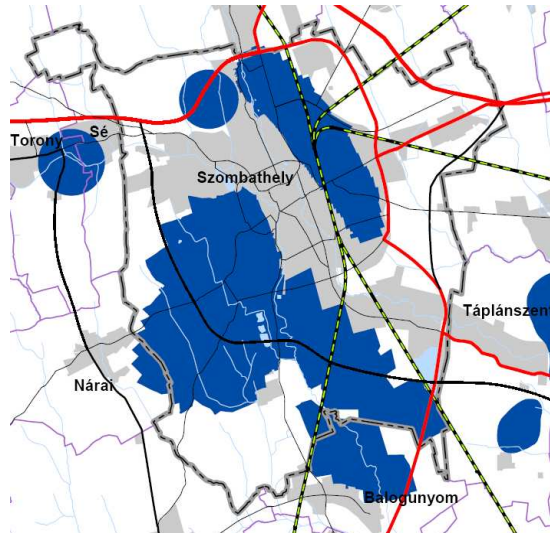 Torony
Sé
Szombathely
Táplánszent
Nárai
Balogunyom